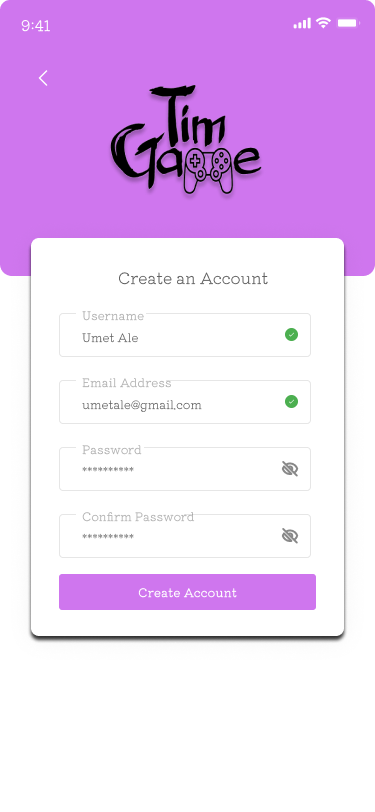 9:41
Tim
Game
Create an Account
Username
Umet Ale
Email Address
umetale@gmail.com
Password
**********
Confirm Password
**********
Create Account